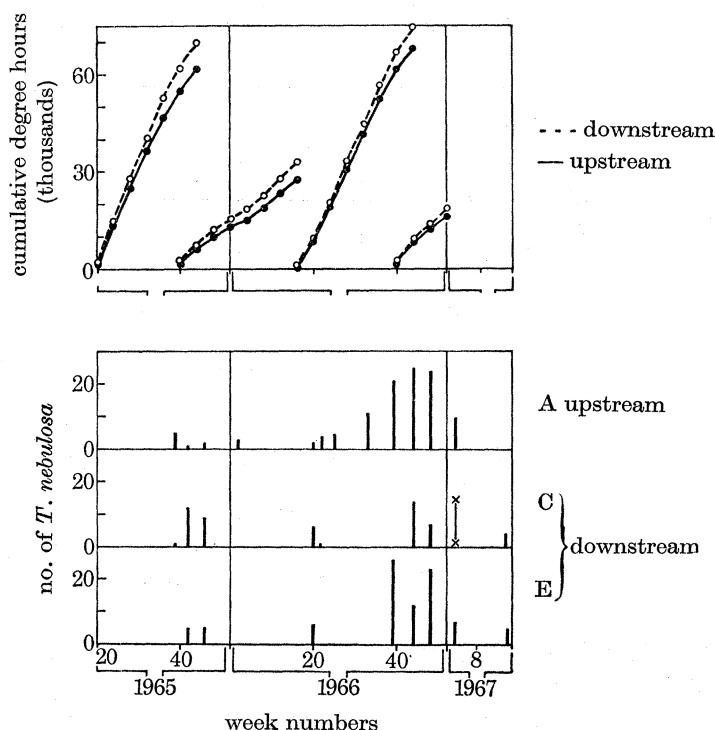 cumulative degree hours
(thousands)
60
30
0
downstream
upstream
no. of T. nebulosa
20
0
A upstream
20
0
C
20
0
E
downstream
20
40
20
40
8
1965
1966
1967
week numbers